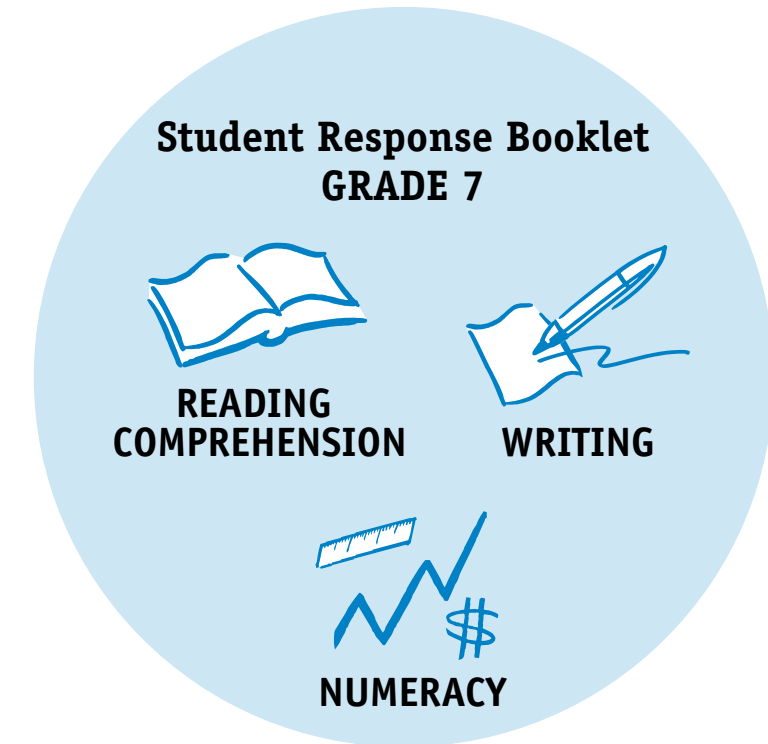 Student Response Booklet
GRADE 7
READING
COMPREHENSION
WRITING
$
NUMERACY